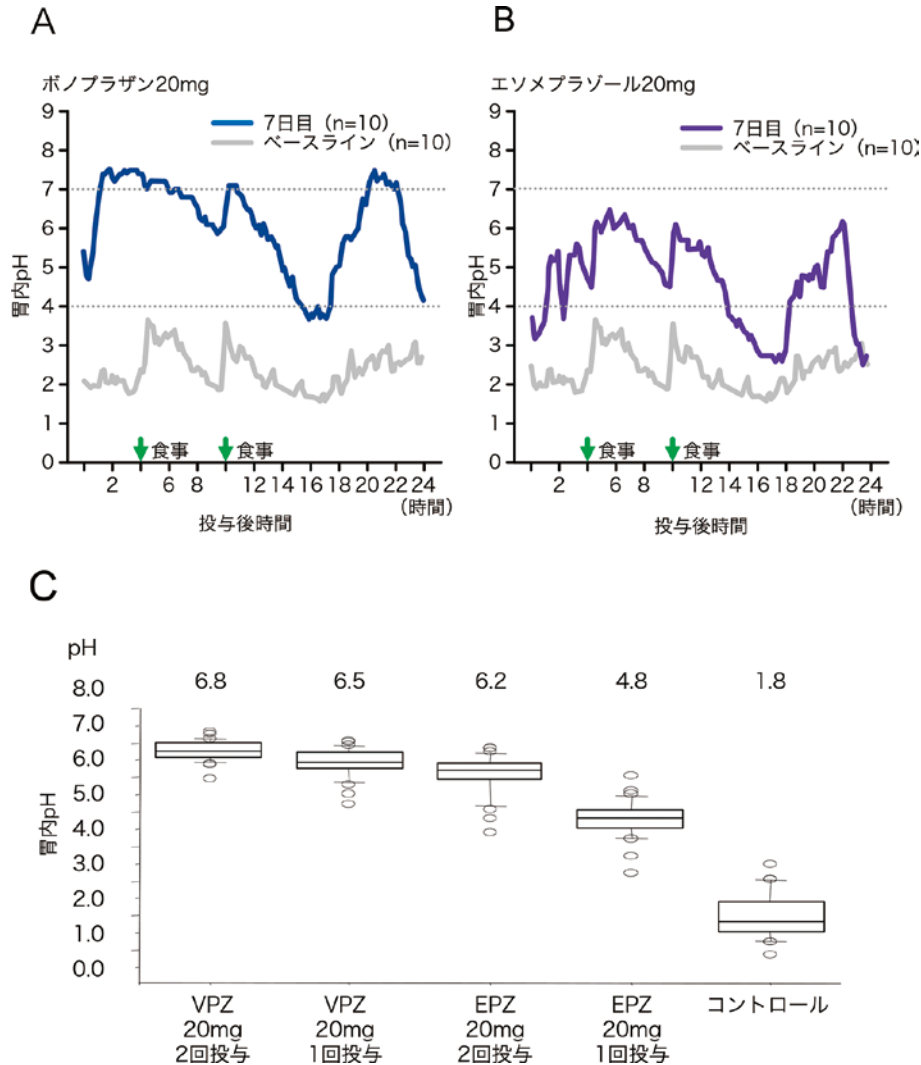 A
ボノプラザン20mg
9
8
7
6
5
4
3
2
1
0
胃内pH
7日目（n=10）
ベースライン（n=10）
食事
食事
2
6
8
12
14
16
18
20
22
24
（時間）
投与後時間
B
エソメプラゾール20mg
9
8
7
6
5
4
3
2
1
0
胃内pH
7日目（n=10）
ベースライン（n=10）
食事
食事
2
6
8
12
14
16
18
20
22
24
（時間）
投与後時間
C
pH
8.0
7.0
6.0
5.0
4.0
3.0
2.0
1.0
0.0
胃内pH
6.8
6.5
6.2
4.8
1.8
VPZ
20mg
2回投与
VPZ
20mg
1回投与
EPZ
20mg
2回投与
EPZ
20mg
1回投与
コントロール